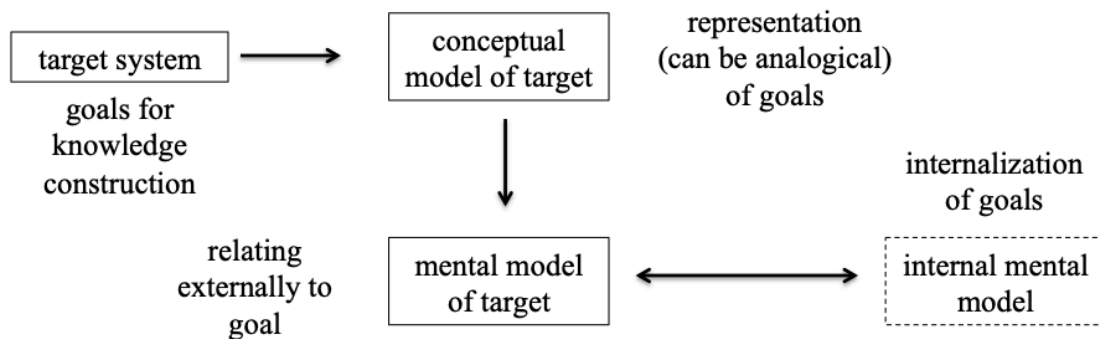 target system
goals for
knowledge
construction
conceptual
model of target
representation
(can be analogical)
of goals
relating
externally to
goal
mental model
of target
internalization
of goals
internal mental
model